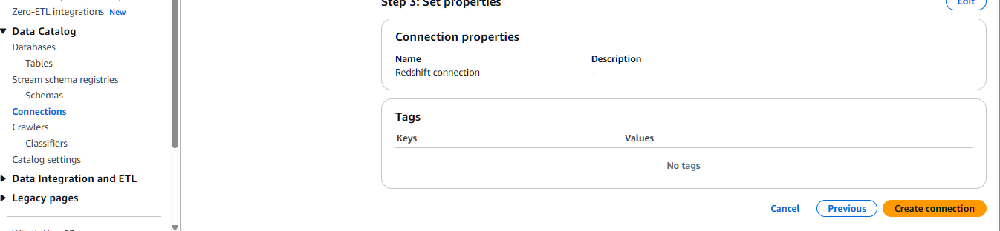 Zero-ETL integrations New
Data Catalog
Databases
Tables
Stream schema registries
Schemas
Connections
Crawlers
Classifiers
Catalog settings
Data Integration and ETL
Legacy pages
Step 3: Set properties
Edit
Connection properties
Name Description
Redshift connection -
Tags
Keys Values
No tags
Cancel Previous Create connection